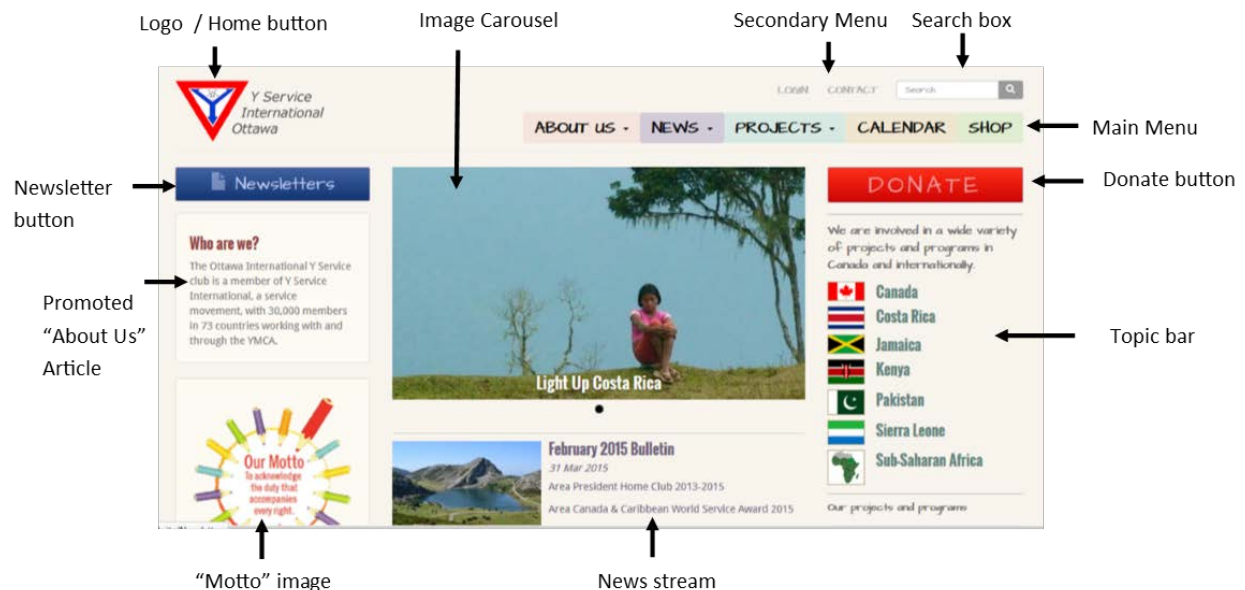 Logo / Home button
Image Carousel
Secondary Menu
Search box
Y Service
International
Ottawa
LOGIN CONTACT Search
ABOUT US NEWS PROJECTS CALENDAR SHOP
Main Menu
Newsletter
button
Newsletters
DONATE
Donate button
Who are we?
The Ottawa International Y Service
club is a member of Y Service
International, a service
movement, with 30,000 members
in 73 countries working with and
through the YMCA.
Promoted
“About Us”
Article
Light Up Costa Rica
We are involved in a wide variety
of projects and programs in
Canada and internationally.
Canada
Costa Rica
Jamaica
Kenya
Pakistan
Sierra Leone
Sub-Saharan Africa
Topic bar
Our Motto
To acknowledge
the duty that
accompanies
every right.
February 2015 Bulletin
31 Mar 2015
Area President Home Club 2013-2015
Area Canada & Caribbean World Service Award 2015
Our projects and programs
“Motto” image
News stream